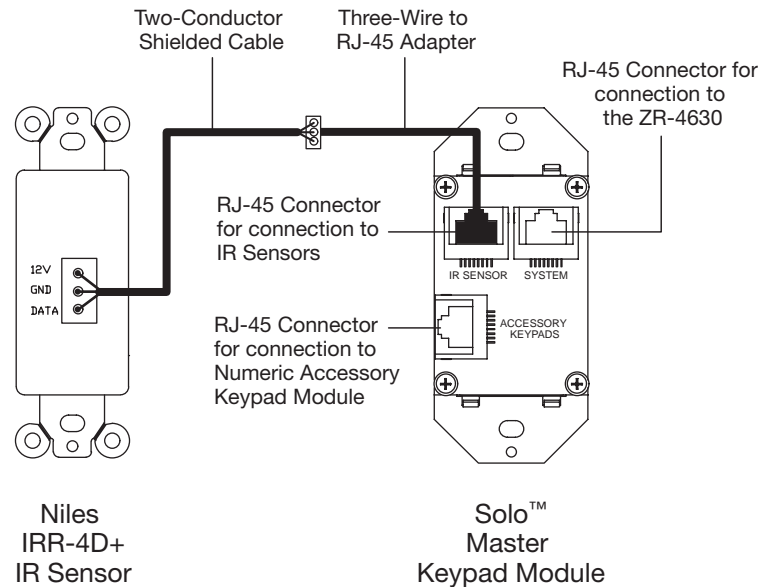 Two-Conductor
Shielded Cable
Three-Wire to
RJ-45 Adapter
RJ-45 Connector for
connection to
the ZR-4630
RJ-45 Connector
for connection to
IR Sensors
IR SENSOR
SYSTEM
12V
GND
DATA
RJ-45 Connector
for connection to
Numeric Accessory
Keypad Module
ACCESSORY
KEYPADS
Niles
IRR-4D+
IR Sensor
Solo™
Master
Keypad Module